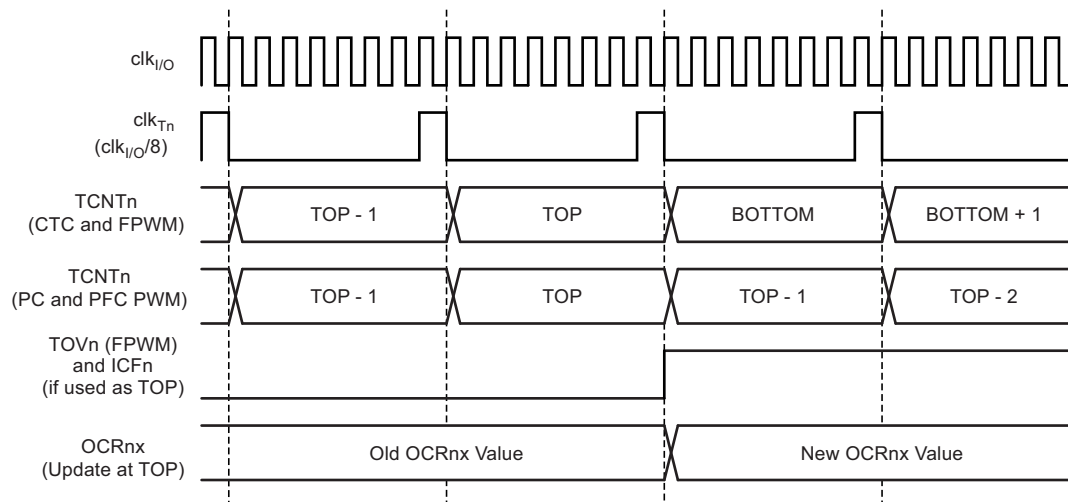 clkI/O
clkTn
(clkI/O/8)
TCNTn
(CTC and FPWM)
TOP - 1
TOP
BOTTOM
BOTTOM + 1
TCNTn
(PC and PFC PWM)
TOP - 1
TOP
TOP - 1
TOP - 2
TOVn (FPWM)
and ICFn
(if used as TOP)
OCRnx
(Update at TOP)
Old OCRnx Value
New OCRnx Value